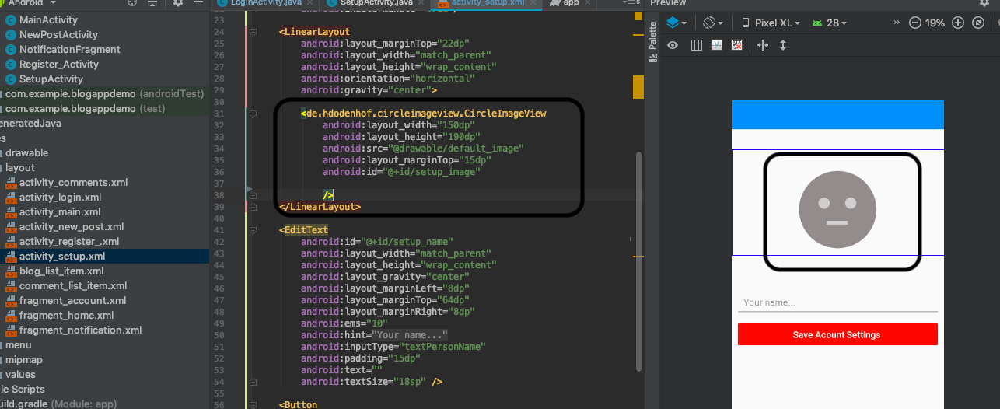 Android
MainActivity
NewPostActivity
NotificationFragment
Register_Activity
SetupActivity
com.example.blogappdemo (androidTest)
com.example.blogappdemo (test)
drawable
layout
activity_comments.xml
activity_login.xml
activity_main.xml
activity_new_post.xml
activity_register_.xml
activity_setup.xml
blog_list_item.xml
comment_list_item.xml
fragment_account.xml
fragment_home.xml
fragment_notification.xml
menu
mipmap
values
le Scripts
uild.gradle (Module: app)
LoginActivity.java
SetupActivity.java
activity_setup.xml
app
23
24 <LinearLayout
25 android:layout_marginTop="22dp"
26 android:layout_width="match_parent"
27 android:layout_height="wrap_content"
28 android:orientation="horizontal"
29 android:gravity="center">
30
31 <de.hdodenhof.circleimageview.CircleImageView
32 android:layout_width="150dp"
33 android:layout_height="190dp"
34 android:src="@drawable/default_image"
35 android:layout_marginTop="15dp"
36 android:id="@+id/setup_image"
37
38 />
39 </LinearLayout>
40
41 <EditText
42 android:id="@+id/setup_name"
43 android:layout_width="match_parent"
44 android:layout_height="wrap_content"
45 android:layout_gravity="center"
46 android:layout_marginLeft="8dp"
47 android:layout_marginTop="64dp"
48 android:layout_marginRight="8dp"
49 android:ems="10"
50 android:hint="Your name..."
51 android:inputType="textPersonName"
52 android:padding="15dp"
53 android:text=""
54 android:textSize="18sp" />
55
56 <Button
Palette
Preview
Pixel XL
28
19%
Your name...
Save Acount Settings